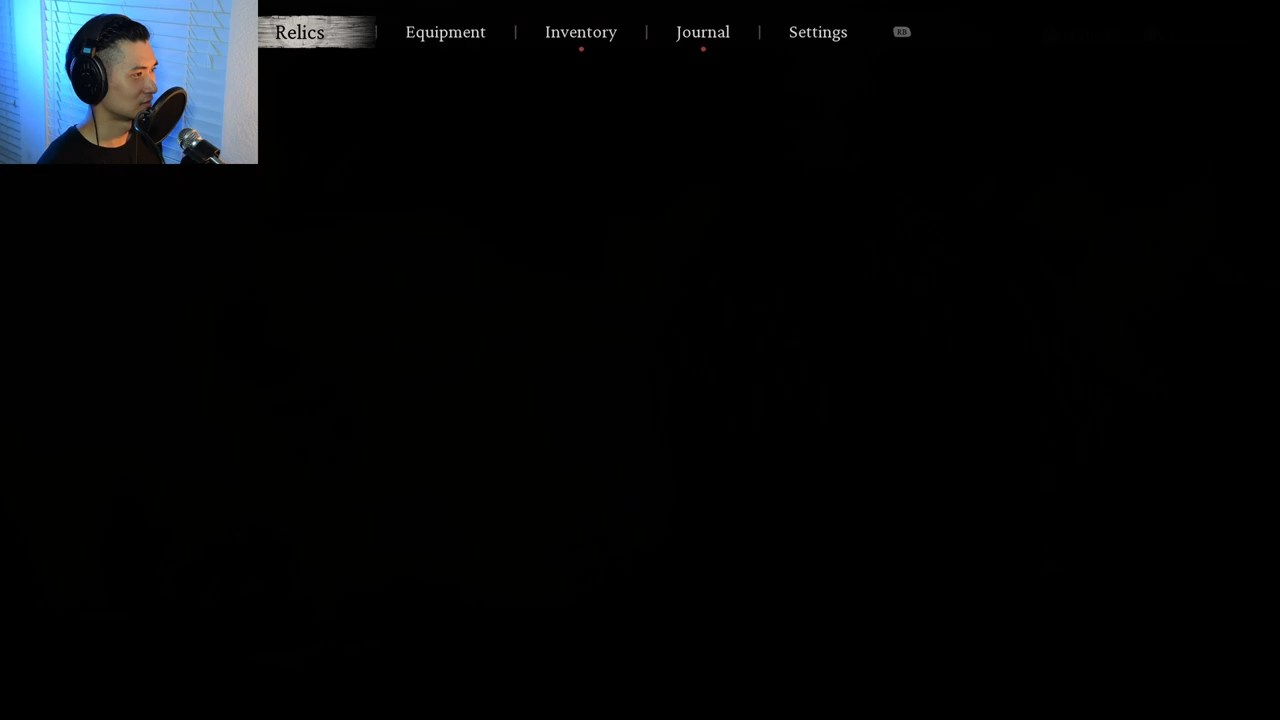 Relics | Equipment | Inventory | Journal | Settings RB